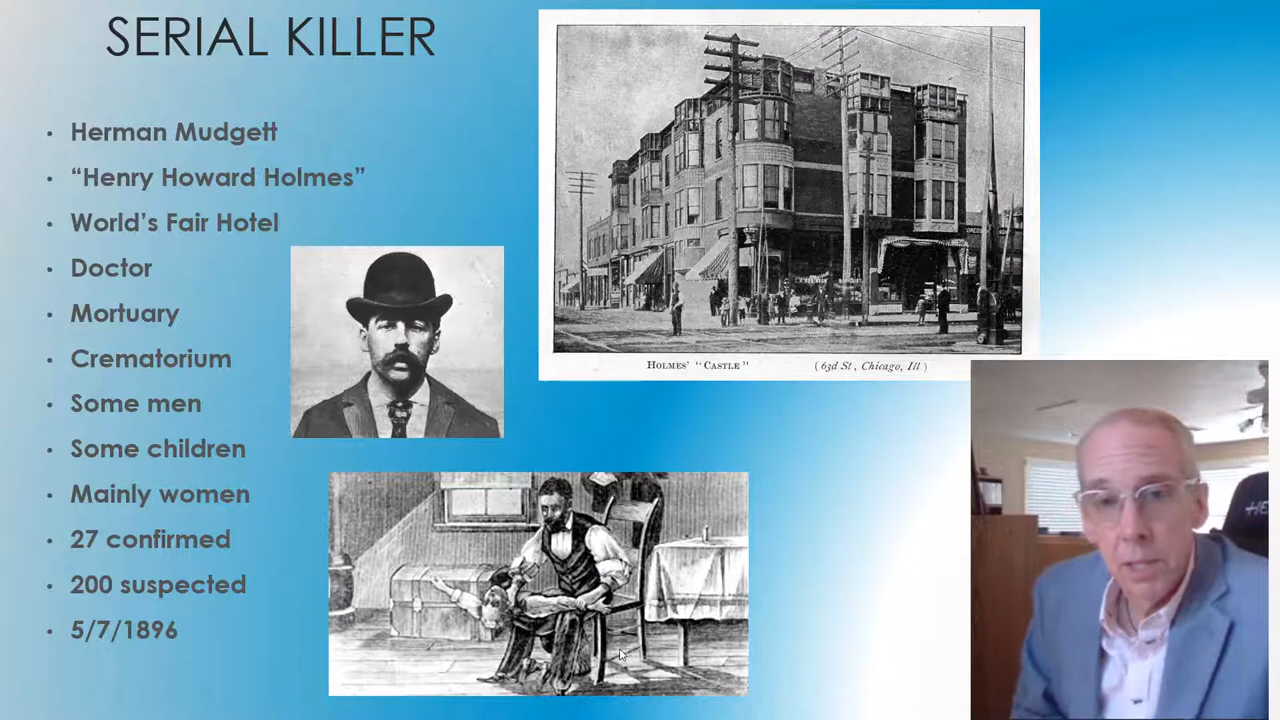 SERIAL KILLER
• Herman Mudgett
• “Henry Howard Holmes”
• World’s Fair Hotel
• Doctor
• Mortuary
• Crematorium
• Some men
• Some children
• Mainly women
• 27 confirmed
• 200 suspected
• 5/7/1896
HOLMES’ “CASTLE” (63d St, Chicago, Ill.)